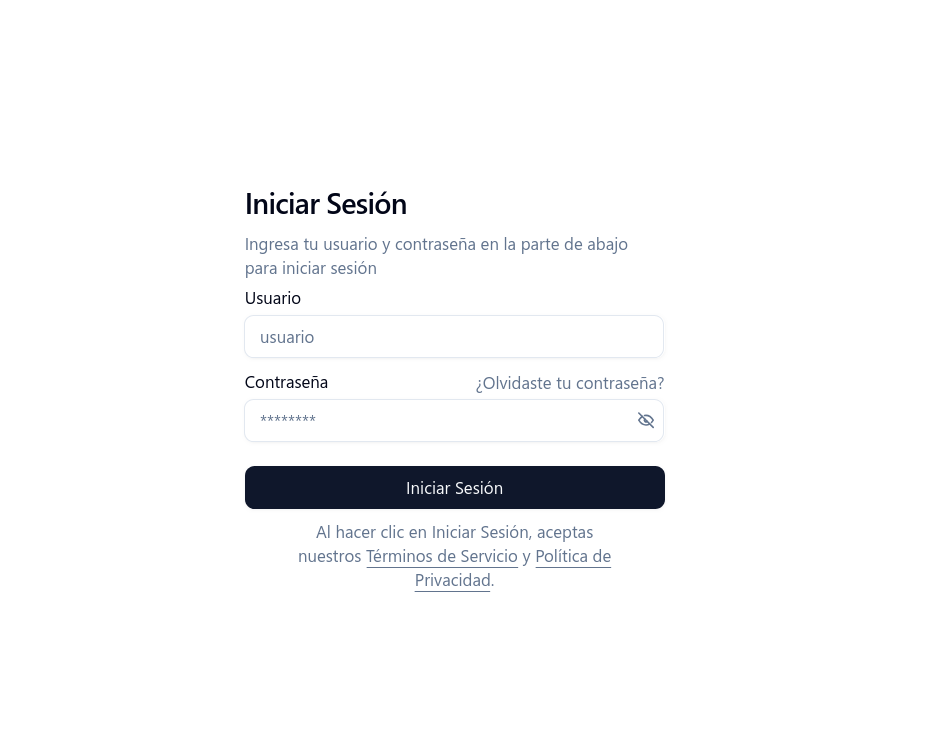 Iniciar Sesión
Ingresa tu usuario y contraseña en la parte de abajo
para iniciar sesión
Usuario
usuario
Contraseña ¿Olvidaste tu contraseña?
********
Iniciar Sesión
Al hacer clic en Iniciar Sesión, aceptas
nuestros Términos de Servicio y Política de
Privacidad.